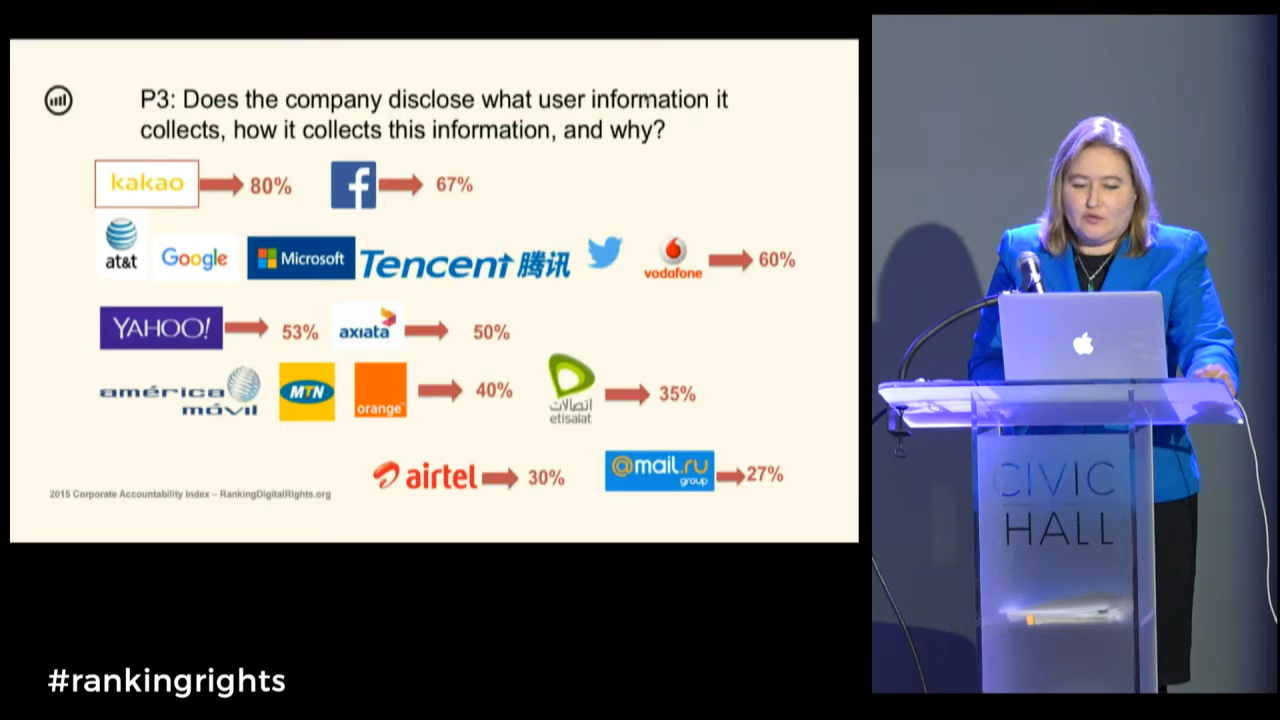 P3: Does the company disclose what user information it
collects, how it collects this information, and why?
kakao 80% 67%
at&t Google Microsoft Tencent 腾讯 vodofone 60%
YAHOO! 53% axiata 50%
américa
móvil MTN orange 40% اتصالات
etisalat 35%
airtel 30% @mail.ru
group 27%
2015 Corporate Accountability Index – RankingDigitalRights.org
CIVIC
HALL
#rankingrights